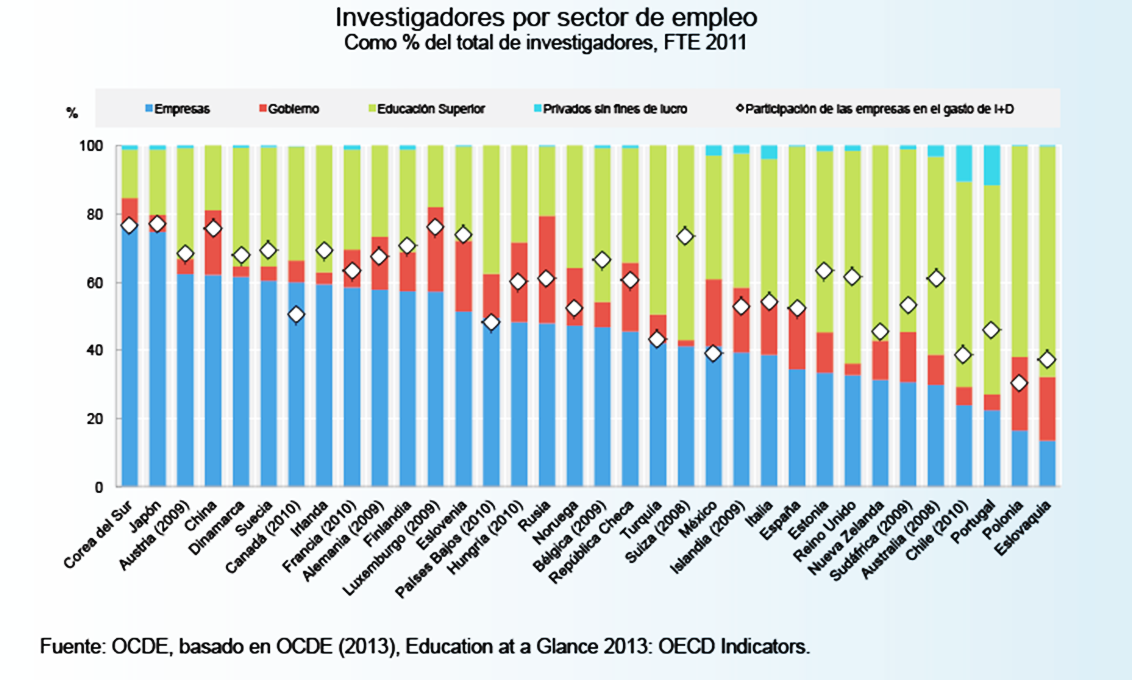 Investigadores por sector de empleo
Como % del total de investigadores, FTE 2011
%
Empresas Gobierno Educación Superior Privados sin fines de lucro Participación de las empresas en el gasto de I+D
100
80
60
40
20
0
Corea del Sur
Japón
Austria (2009)
China
Dinamarca
Suecia
Canadá (2010)
Irlanda
Francia (2010)
Alemania (2009)
Finlandia
Luxemburgo (2009)
Eslovenia
Países Bajos (2010)
Hungría (2010)
Rusia
Noruega
Bélgica (2009)
República Checa
Turquía
Suiza (2008)
México
Islandia (2009)
Italia
España
Estonia
Reino Unido
Nueva Zelanda
Sudáfrica (2009)
Australia (2008)
Chile (2010)
Portugal
Polonia
Eslovaquia
Fuente: OCDE, basado en OCDE (2013), Education at a Glance 2013: OECD Indicators.